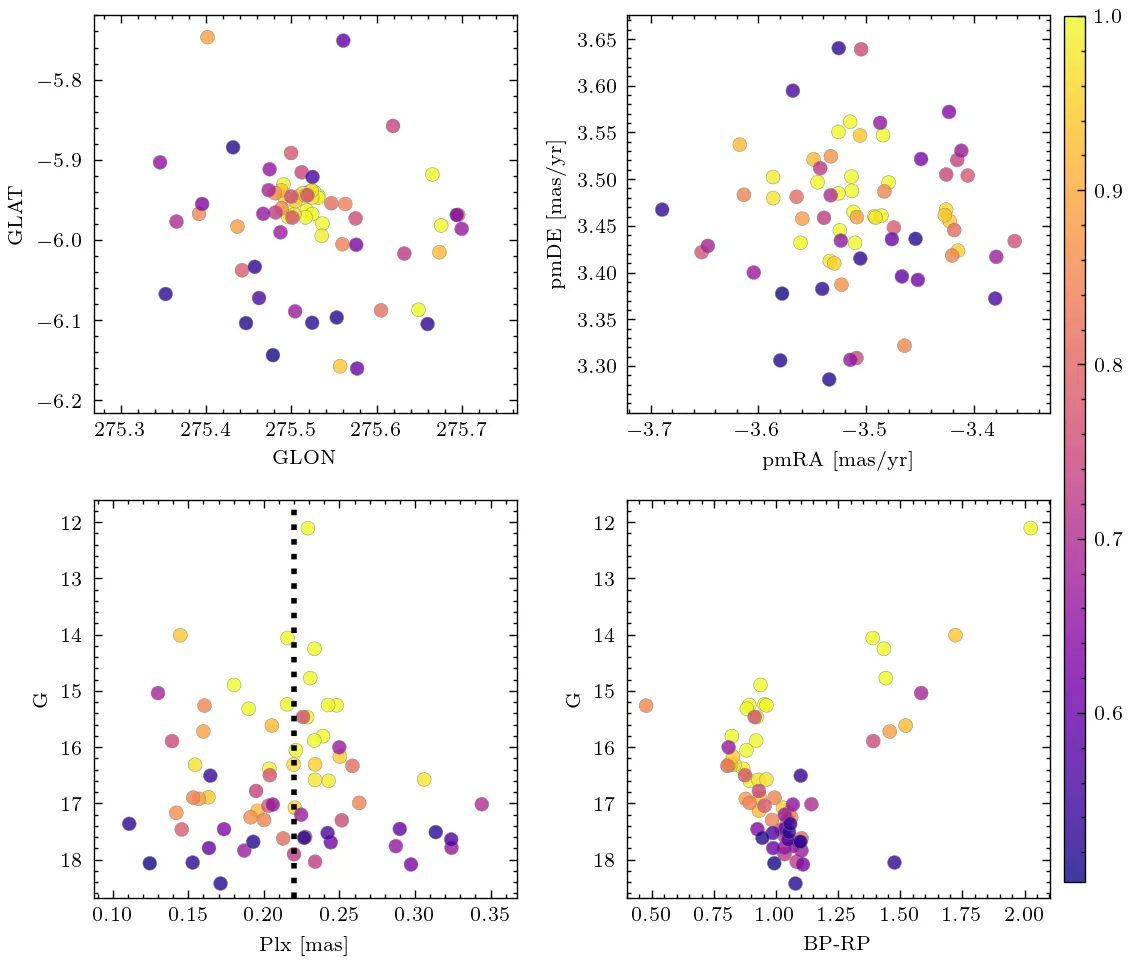 −5.8
−5.9
−6.0
−6.1
−6.2
GLAT
275.3 275.4 275.5 275.6 275.7
GLON
3.65
3.60
3.55
3.50
3.45
3.40
3.35
3.30
pmDE [mas/yr]
−3.7 −3.6 −3.5 −3.4
pmRA [mas/yr]
1.0
0.9
0.8
0.7
0.6
12
13
14
15
16
17
18
G
0.10 0.15 0.20 0.25 0.30 0.35
Plx [mas]
12
13
14
15
16
17
18
G
0.50 0.75 1.00 1.25 1.50 1.75 2.00
BP-RP